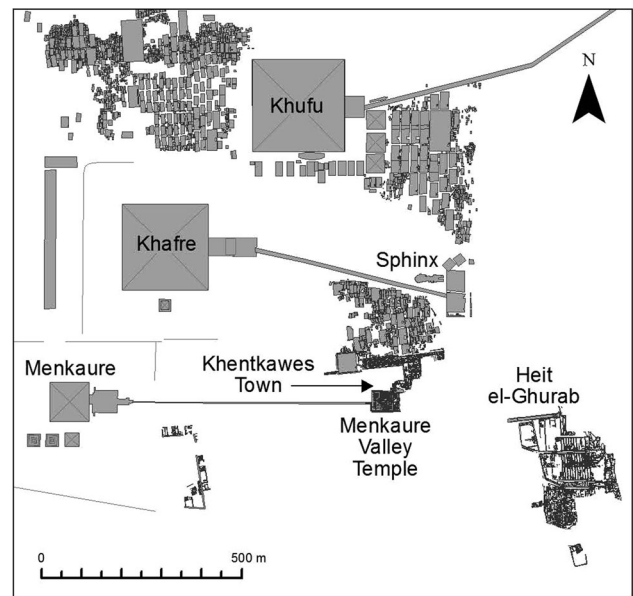 Khufu
N
Khafre
Sphinx
Khentkawes
Town
Menkaure
Heit
el-Ghurab
Menkaure
Valley
Temple
0
500 m